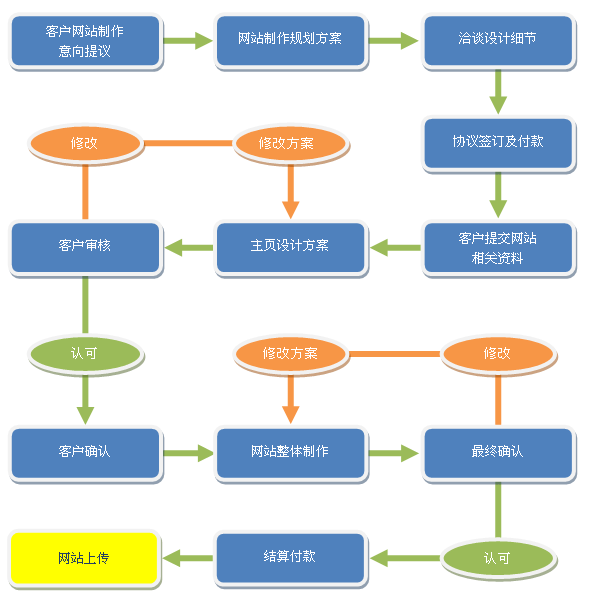 客户网站制作
意向提议
网站制作规划方案
洽谈设计细节
协议签订及付款
修改
修改方案
客户审核
主页设计方案
客户提交网站
相关资料
认可
修改方案
修改
客户确认
网站整体制作
最终确认
网站上传
结算付款
认可